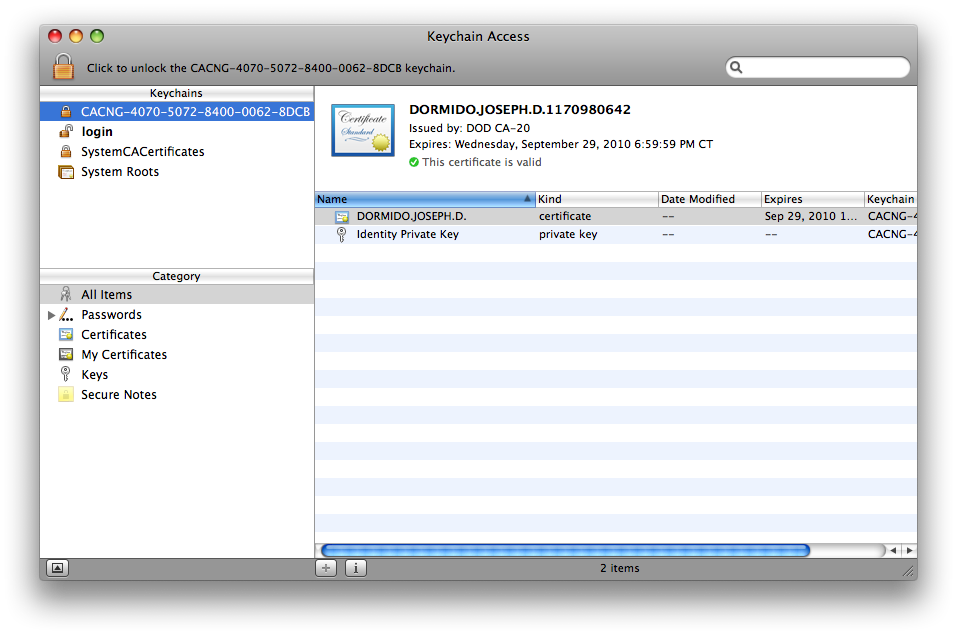 Keychain Access
Click to unlock the CACNG-4070-5072-8400-0062-8DCB keychain.
Keychains
CACNG-4070-5072-8400-0062-8DCB
login
SystemCACertificates
System Roots
Category
All Items
Passwords
Certificates
My Certificates
Keys
Secure Notes
Certificate
Standard
DORMIDO.JOSEPH.D.1170980642
Issued by: DOD CA-20
Expires: Wednesday, September 29, 2010 6:59:59 PM CT
This certificate is valid
Name Kind Date Modified Expires Keychain
DORMIDO.JOSEPH.D. certificate -- Sep 29, 2010 1... CACNG-4
Identity Private Key private key -- -- CACNG-4
2 items